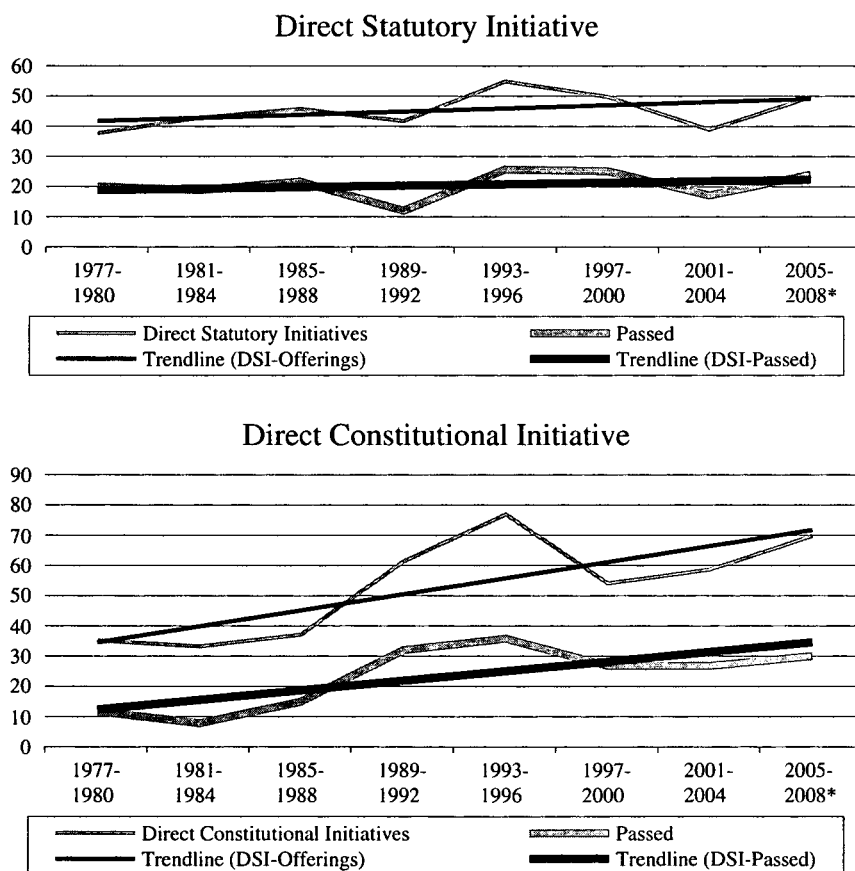 Direct Statutory Initiative
60
50
40
30
20
10
0
1977- 1981- 1985- 1989- 1993- 1997- 2001- 2005-
1980 1984 1988 1992 1996 2000 2004 2008*
Direct Statutory Initiatives Passed
Trendline (DSI-Offerings) Trendline (DSI-Passed)
Direct Constitutional Initiative
90
80
70
60
50
40
30
20
10
0
1977- 1981- 1985- 1989- 1993- 1997- 2001- 2005-
1980 1984 1988 1992 1996 2000 2004 2008*
Direct Constitutional Initiatives Passed
Trendline (DSI-Offerings) Trendline (DSI-Passed)